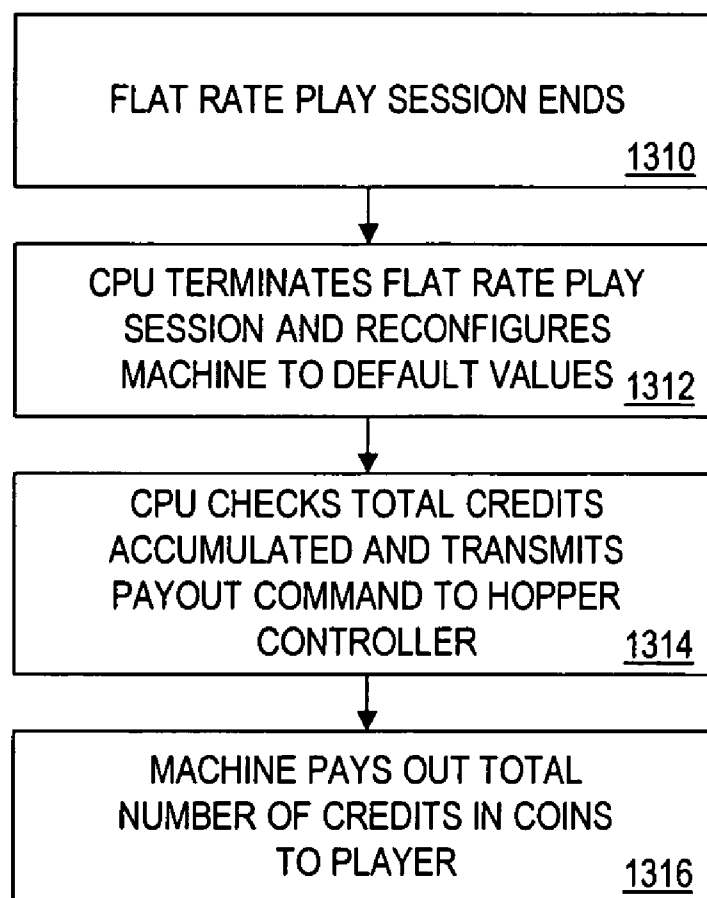 FLAT RATE PLAY SESSION ENDS
1310
CPU TERMINATES FLAT RATE PLAY
SESSION AND RECONFIGURES
MACHINE TO DEFAULT VALUES
1312
CPU CHECKS TOTAL CREDITS
ACCUMULATED AND TRANSMITS
PAYOUT COMMAND TO HOPPER
CONTROLLER
1314
MACHINE PAYS OUT TOTAL
NUMBER OF CREDITS IN COINS
TO PLAYER
1316